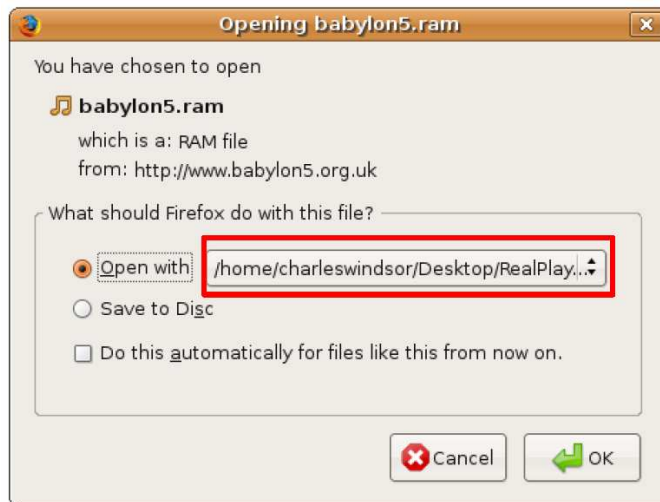 Opening babylon5.ram
You have chosen to open
babylon5.ram
which is a: RAM file
from: http://www.babylon5.org.uk
What should Firefox do with this file?
Open with /home/charleswindsor/Desktop/RealPlay...
Save to Disc
Do this automatically for files like this from now on.
Cancel OK